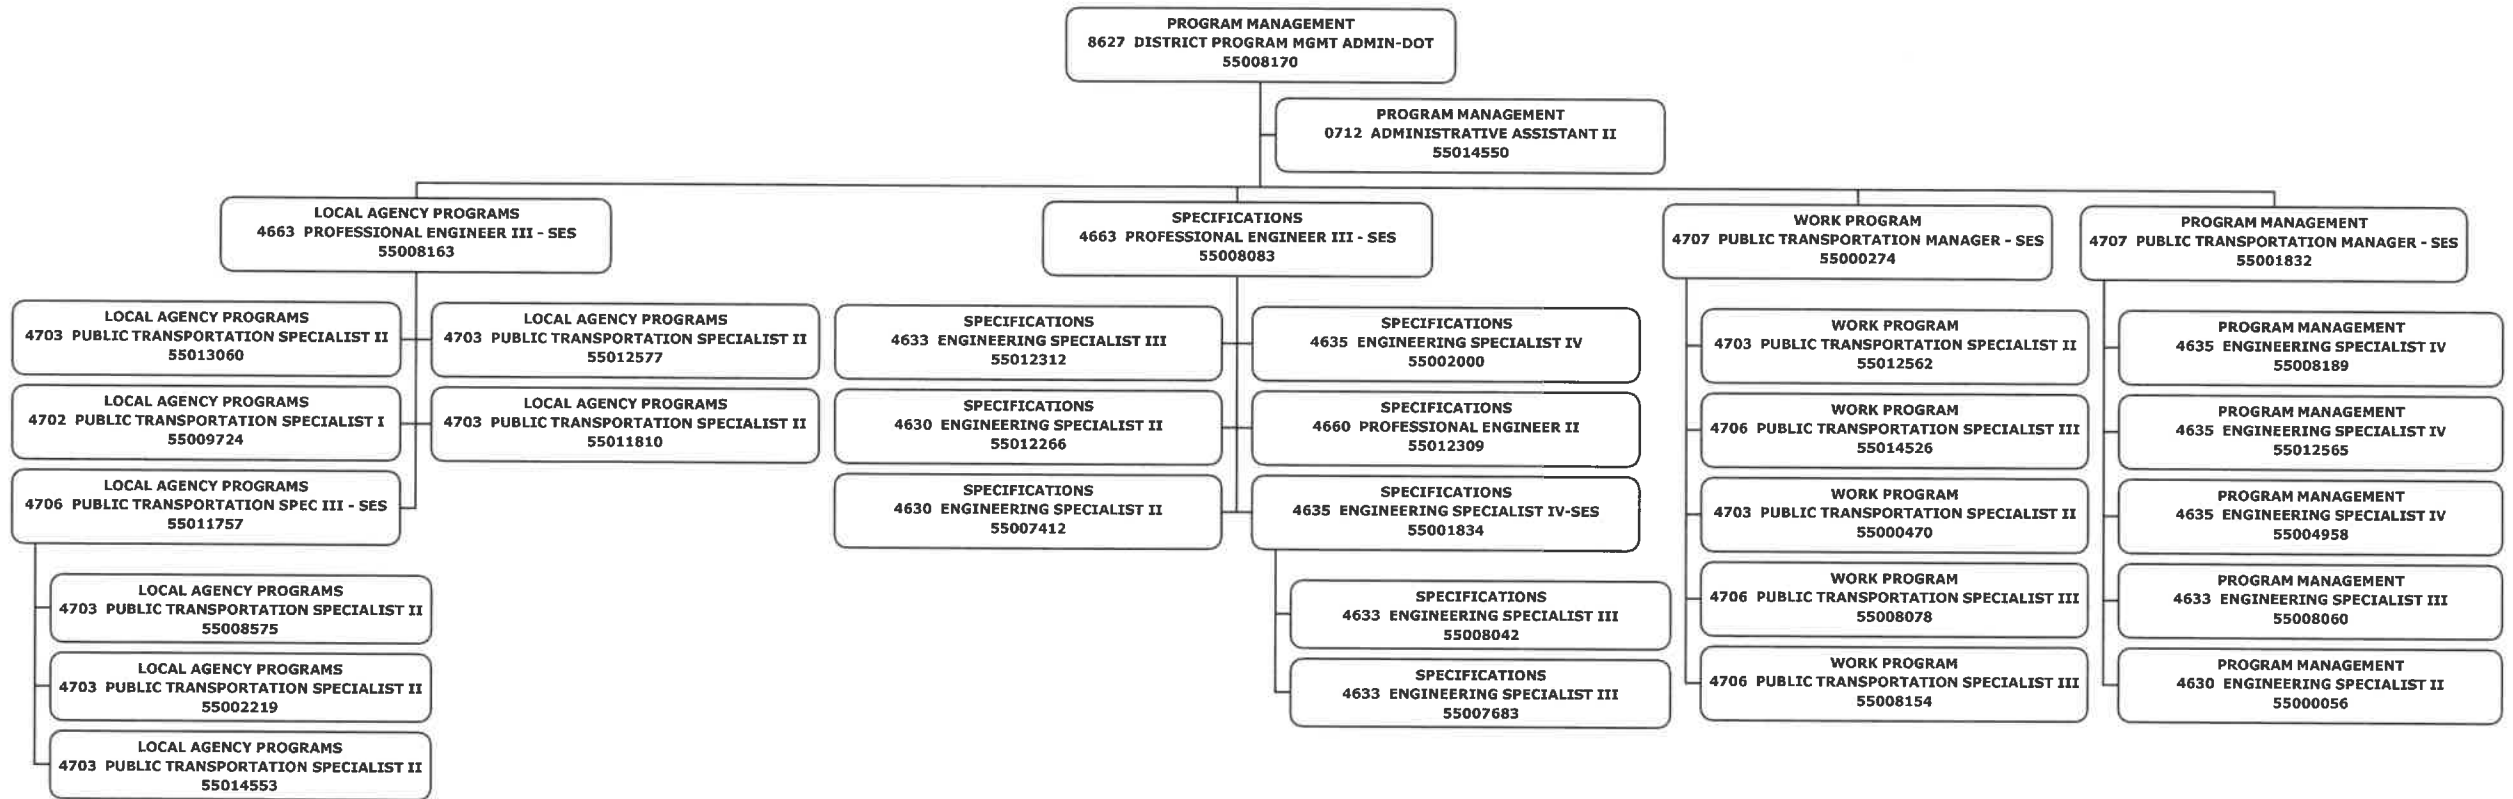 PROGRAM MANAGEMENT
8627 DISTRICT PROGRAM MGMT ADMIN-DOT
55008170
PROGRAM MANAGEMENT
0712 ADMINISTRATIVE ASSISTANT II
55014550
LOCAL AGENCY PROGRAMS
4663 PROFESSIONAL ENGINEER III - SES
55008163
LOCAL AGENCY PROGRAMS
4703 PUBLIC TRANSPORTATION SPECIALIST II
55013060
LOCAL AGENCY PROGRAMS
4703 PUBLIC TRANSPORTATION SPECIALIST II
55012577
LOCAL AGENCY PROGRAMS
4702 PUBLIC TRANSPORTATION SPECIALIST I
55009724
LOCAL AGENCY PROGRAMS
4703 PUBLIC TRANSPORTATION SPECIALIST II
55011810
LOCAL AGENCY PROGRAMS
4706 PUBLIC TRANSPORTATION SPEC III - SES
55011757
LOCAL AGENCY PROGRAMS
4703 PUBLIC TRANSPORTATION SPECIALIST II
55008575
LOCAL AGENCY PROGRAMS
4703 PUBLIC TRANSPORTATION SPECIALIST II
55002219
LOCAL AGENCY PROGRAMS
4703 PUBLIC TRANSPORTATION SPECIALIST II
55014553
SPECIFICATIONS
4663 PROFESSIONAL ENGINEER III - SES
55008083
SPECIFICATIONS
4633 ENGINEERING SPECIALIST III
55012312
SPECIFICATIONS
4635 ENGINEERING SPECIALIST IV
55002000
SPECIFICATIONS
4630 ENGINEERING SPECIALIST II
55012266
SPECIFICATIONS
4660 PROFESSIONAL ENGINEER II
55012309
SPECIFICATIONS
4630 ENGINEERING SPECIALIST II
55007412
SPECIFICATIONS
4635 ENGINEERING SPECIALIST IV-SES
55001834
SPECIFICATIONS
4633 ENGINEERING SPECIALIST III
55008042
SPECIFICATIONS
4633 ENGINEERING SPECIALIST III
55007683
WORK PROGRAM
4707 PUBLIC TRANSPORTATION MANAGER - SES
55000274
WORK PROGRAM
4703 PUBLIC TRANSPORTATION SPECIALIST II
55012562
WORK PROGRAM
4706 PUBLIC TRANSPORTATION SPECIALIST III
55014526
WORK PROGRAM
4703 PUBLIC TRANSPORTATION SPECIALIST II
55000470
WORK PROGRAM
4706 PUBLIC TRANSPORTATION SPECIALIST III
55008078
WORK PROGRAM
4706 PUBLIC TRANSPORTATION SPECIALIST III
55008154
PROGRAM MANAGEMENT
4707 PUBLIC TRANSPORTATION MANAGER - SES
55001832
PROGRAM MANAGEMENT
4635 ENGINEERING SPECIALIST IV
55008189
PROGRAM MANAGEMENT
4635 ENGINEERING SPECIALIST IV
55012565
PROGRAM MANAGEMENT
4635 ENGINEERING SPECIALIST IV
55004958
PROGRAM MANAGEMENT
4633 ENGINEERING SPECIALIST III
55008060
PROGRAM MANAGEMENT
4630 ENGINEERING SPECIALIST II
55000056